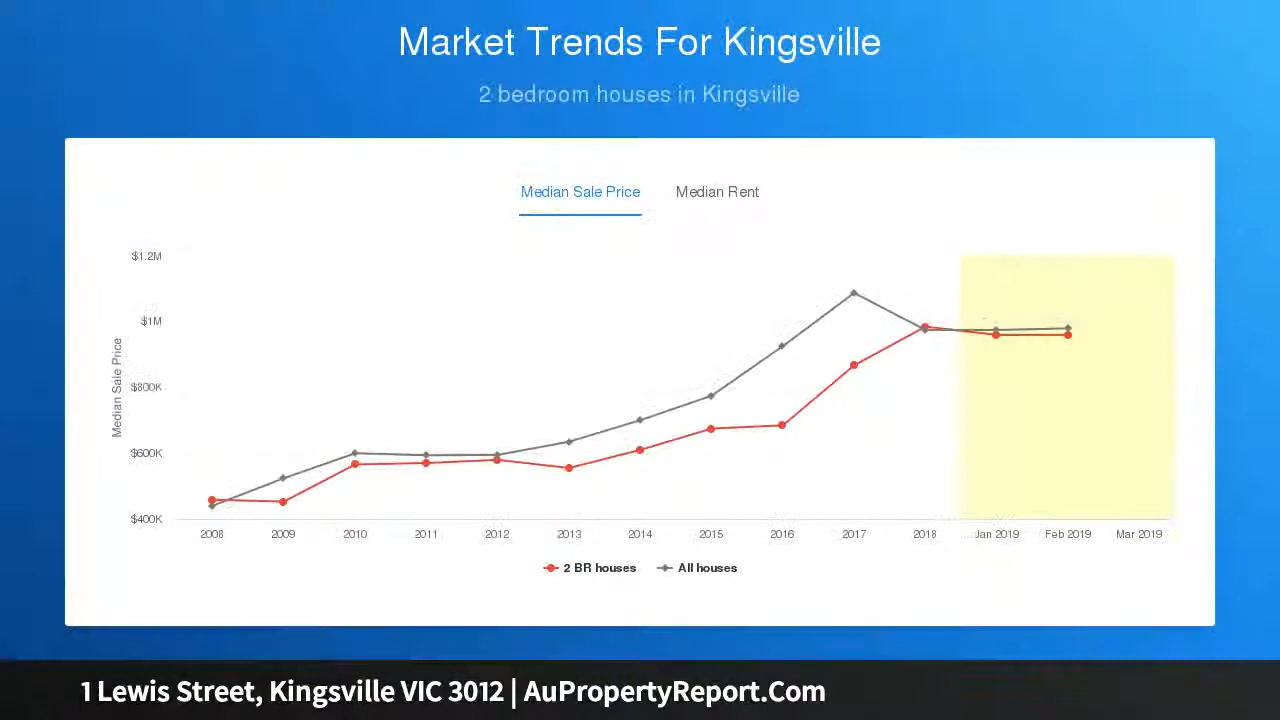 Market Trends For Kingsville
2 bedroom houses in Kingsville
Median Sale Price Median Rent
$1.2M
$1M
$800K
$600K
$400K
Median Sale Price
2008 2009 2010 2011 2012 2013 2014 2015 2016 2017 2018 Jan 2019 Feb 2019 Mar 2019
2 BR houses All houses
1 Lewis Street, Kingsville VIC 3012 | AuPropertyReport.Com